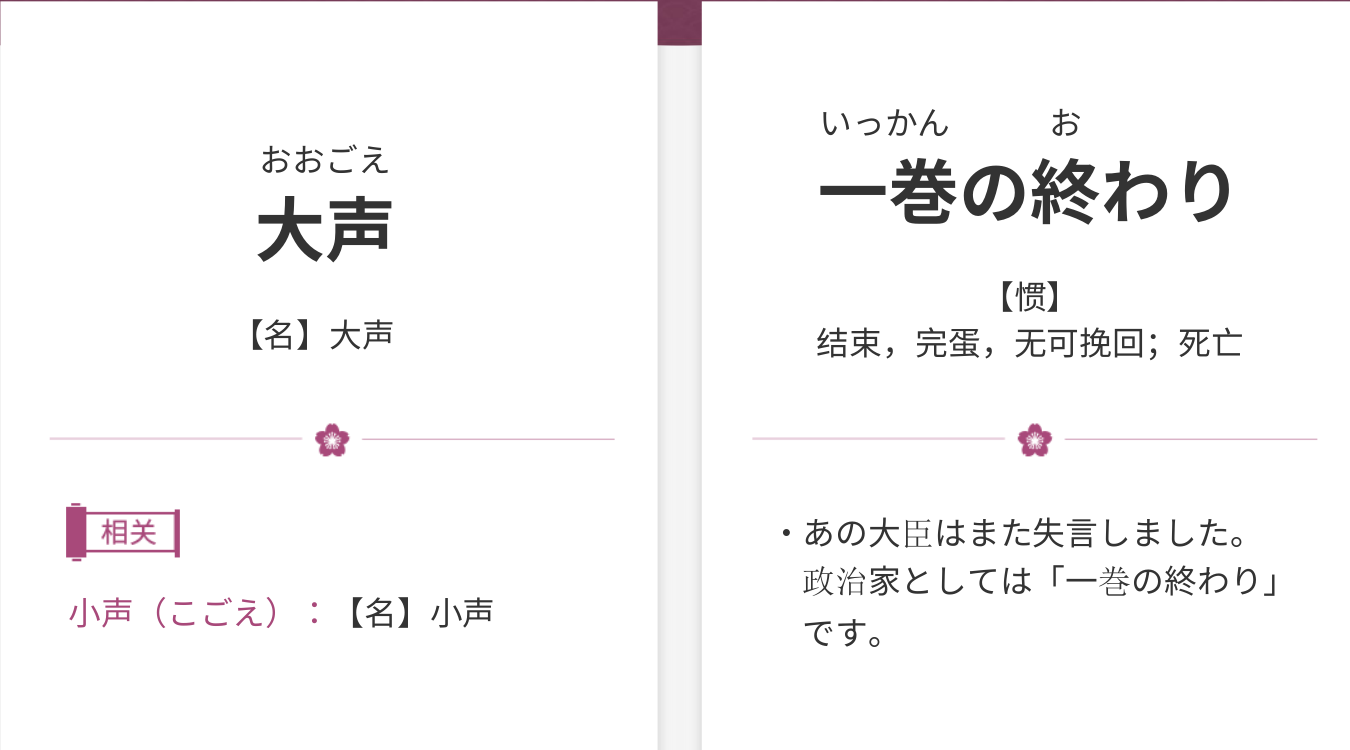 おおごえ
大声
【名】大声
相关
小声（こごえ）：【名】小声
いっかん お
一巻の終わり
【惯】
结束，完蛋，无可挽回；死亡
・あの大臣はまた失言しました。
政治家としては「一巻の終わり」
です。